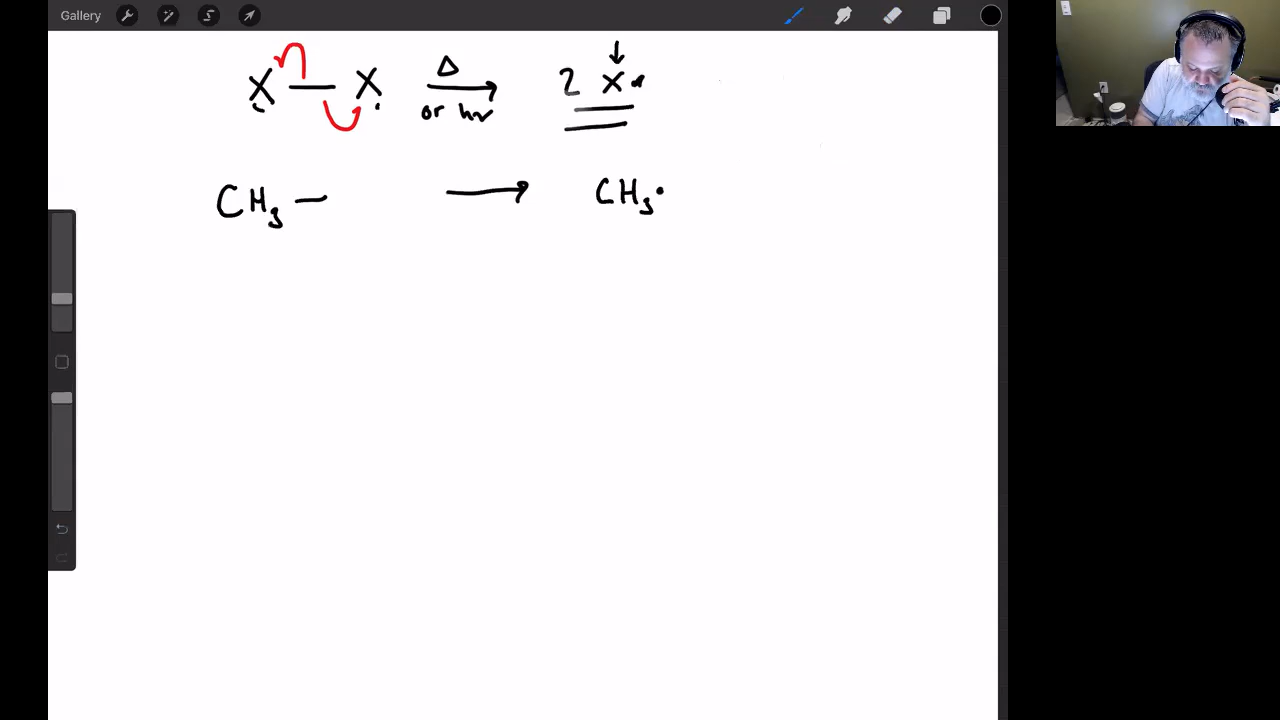 Gallery
X — X Δ → 2 X•
or hν
CH₃ — → CH₃•